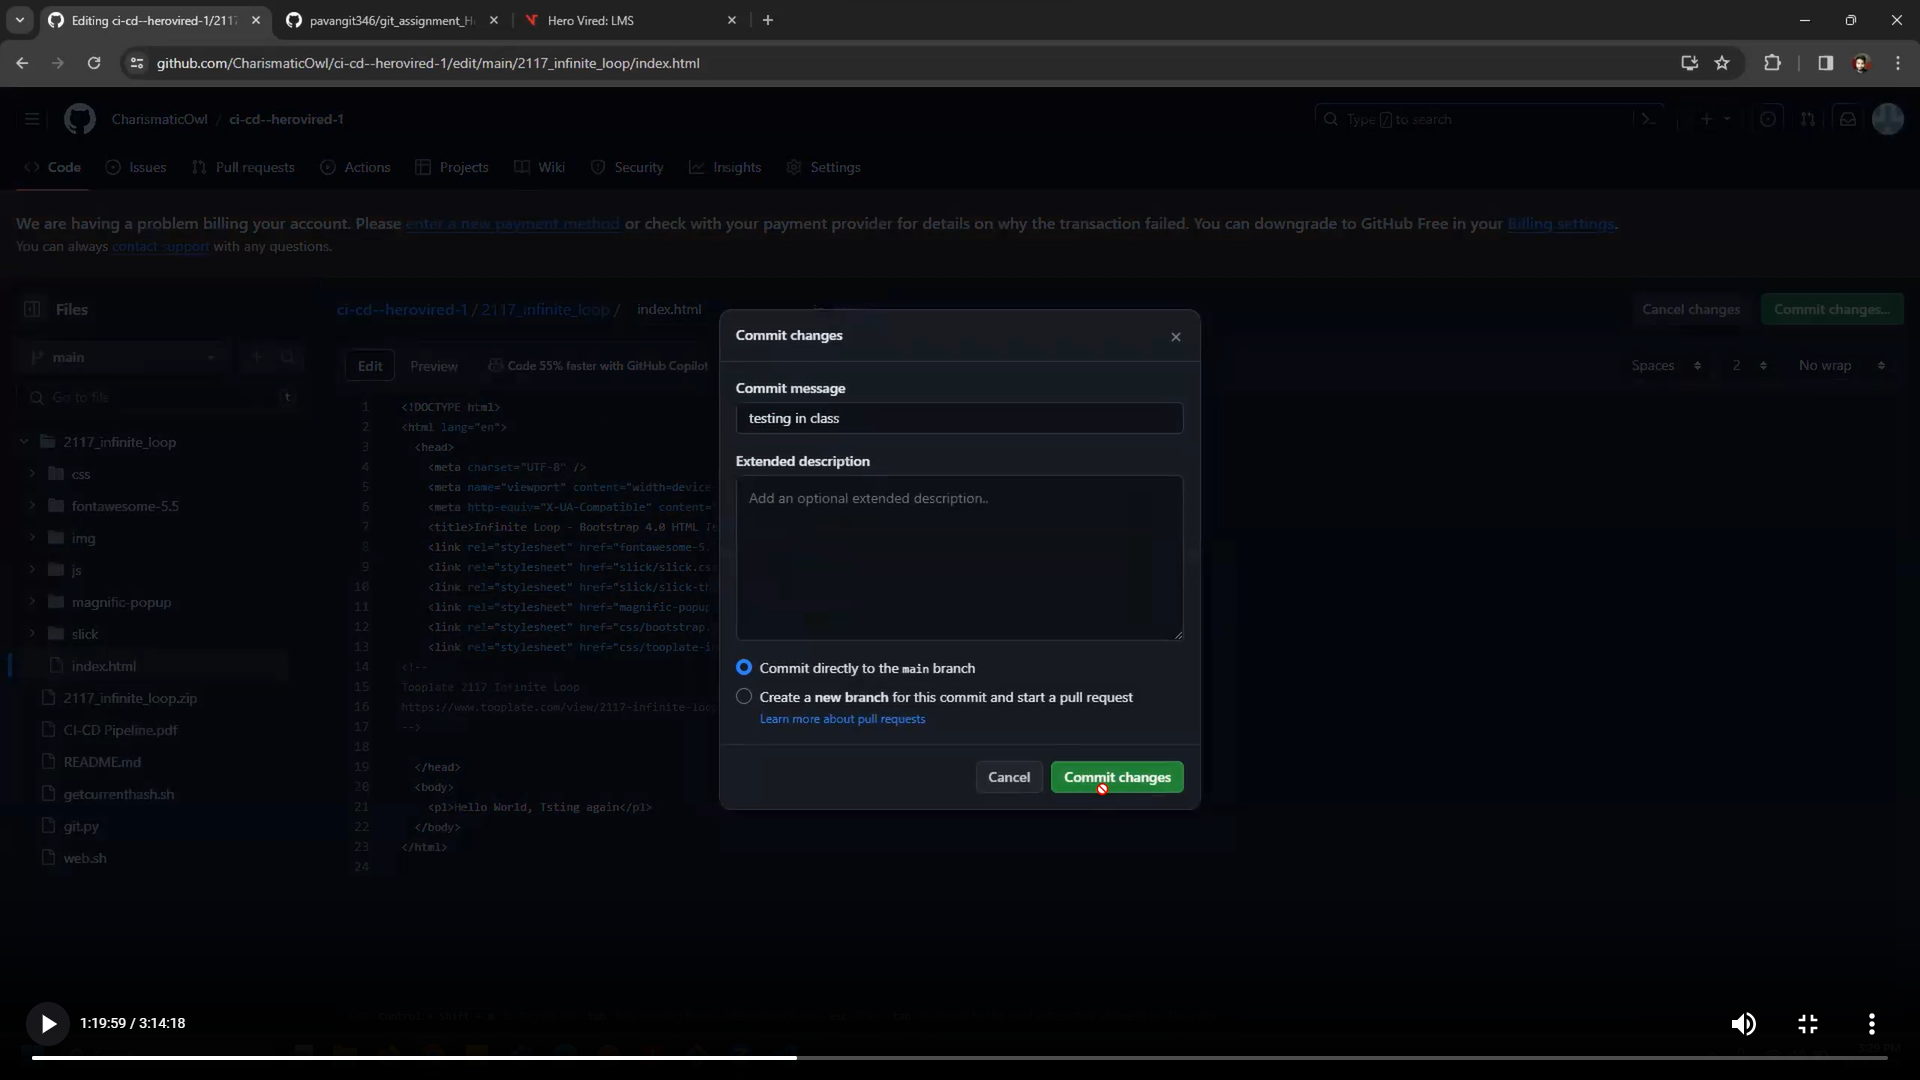 Editing ci-cd--herovired-1/2117
pavangit346/git_assignment_He
Hero Vired: LMS
github.com/CharismaticOwl/ci-cd--herovired-1/edit/main/2117_infinite_loop/index.html
CharismaticOwl / ci-cd--herovired-1
Type / to search
Code
Issues
Pull requests
Actions
Projects
Wiki
Security
Insights
Settings
We are having a problem billing your account. Please enter a new payment method or check with your payment provider for details on why the transaction failed. You can downgrade to GitHub Free in your Billing settings.
You can always contact support with any questions.
Files
main
Go to file
t
2117_infinite_loop
css
fontawesome-5.5
img
js
magnific-popup
slick
index.html
2117_infinite_loop.zip
CI-CD Pipeline.pdf
README.md
getcurrenthash.sh
git.py
web.sh
ci-cd--herovired-1 / 2117_infinite_loop / index.html
Cancel changes
Commit changes...
Edit
Preview
Code 55% faster with GitHub Copilot
Spaces
2
No wrap
1 <!DOCTYPE html>
2 <html lang="en">
3 <head>
4 <meta charset="UTF-8" />
5 <meta name="viewport" content="width=device
6 <meta http-equiv="X-UA-Compatible" content="
7 <title>Infinite Loop - Bootstrap 4.0 HTML
8 <link rel="stylesheet" href="fontawesome-5.
9 <link rel="stylesheet" href="slick/slick.cs
10 <link rel="stylesheet" href="slick/slick-th
11 <link rel="stylesheet" href="magnific-popup
12 <link rel="stylesheet" href="css/bootstrap.
13 <link rel="stylesheet" href="css/tooplate-i
14 <!--
15 Tooplate 2117 Infinite Loop
16 https://www.tooplate.com/view/2117-infinite-loop
17 -->
18
19 </head>
20 <body>
21 <p1>Hello World, Tsting again</p1>
22 </body>
23 </html>
24
Commit changes
Commit message
testing in class
Extended description
Add an optional extended description..
Commit directly to the main branch
Create a new branch for this commit and start a pull request
Learn more about pull requests
Cancel
Commit changes
1:19:59 / 3:14:18